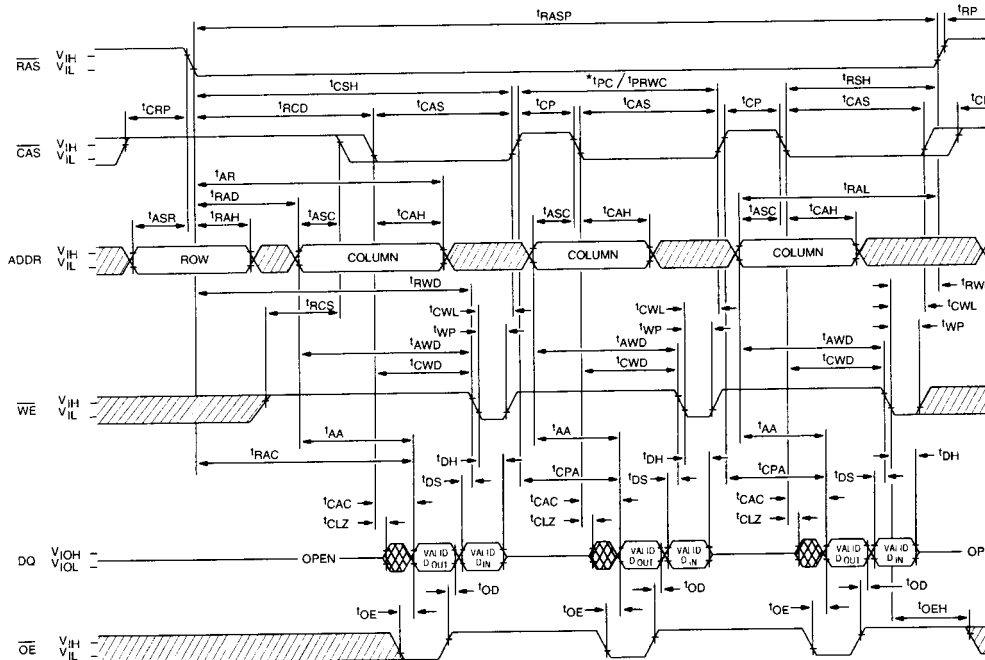 tRASP
tRP
RAS VIH VIL
tCSH
*tPC / tPRWC
tRSH
tCRP tRCD tCAS tCP tCAS tCP tCAS
CAS VIH VIL
tAR
tRAD
tRAL
tASR tRAH tASC tCAH tASC tCAH tASC tCAH
ADDR VIH VIL ROW COLUMN COLUMN COLUMN
tRWD
tRCS
tCWL tCWL tCWL
tWP tWP tWP
tAWD tAWD tAWD
tCWD tCWD tCWD
WE VIH VIL
tAA tAA tAA
tRAC
tDH tDH tDH
tCPA tCPA
tDS tDS tDS
tCAC tCAC tCAC
tCLZ tCLZ tCLZ
DQ VIOH VIOL OPEN
VALID DOUT VALID DIN VALID DOUT VALID DIN VALID DOUT VALID DIN
tOD tOD tOD
tOE tOE tOE tOEH
OE VIH VIL